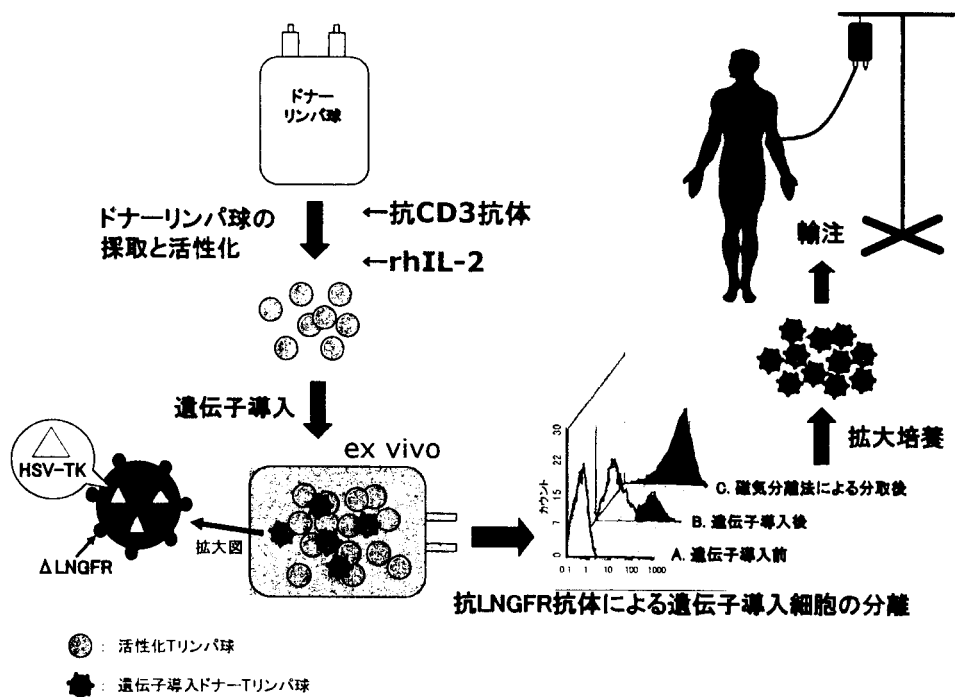 ドナー
リンパ球
ドナーリンパ球の
採取と活性化
←抗CD3抗体
←rhIL-2
遺伝子導入
ex vivo
HSV-TK
ΔLNGFR
拡大図
カウント
30
22
15
7
0
0.1 1 10 100 1000
C. 磁気分離法による分取後
B. 遺伝子導入後
A. 遺伝子導入前
抗LNGFR抗体による遺伝子導入細胞の分離
拡大培養
輸注
: 活性化Tリンパ球
: 遺伝子導入ドナーTリンパ球